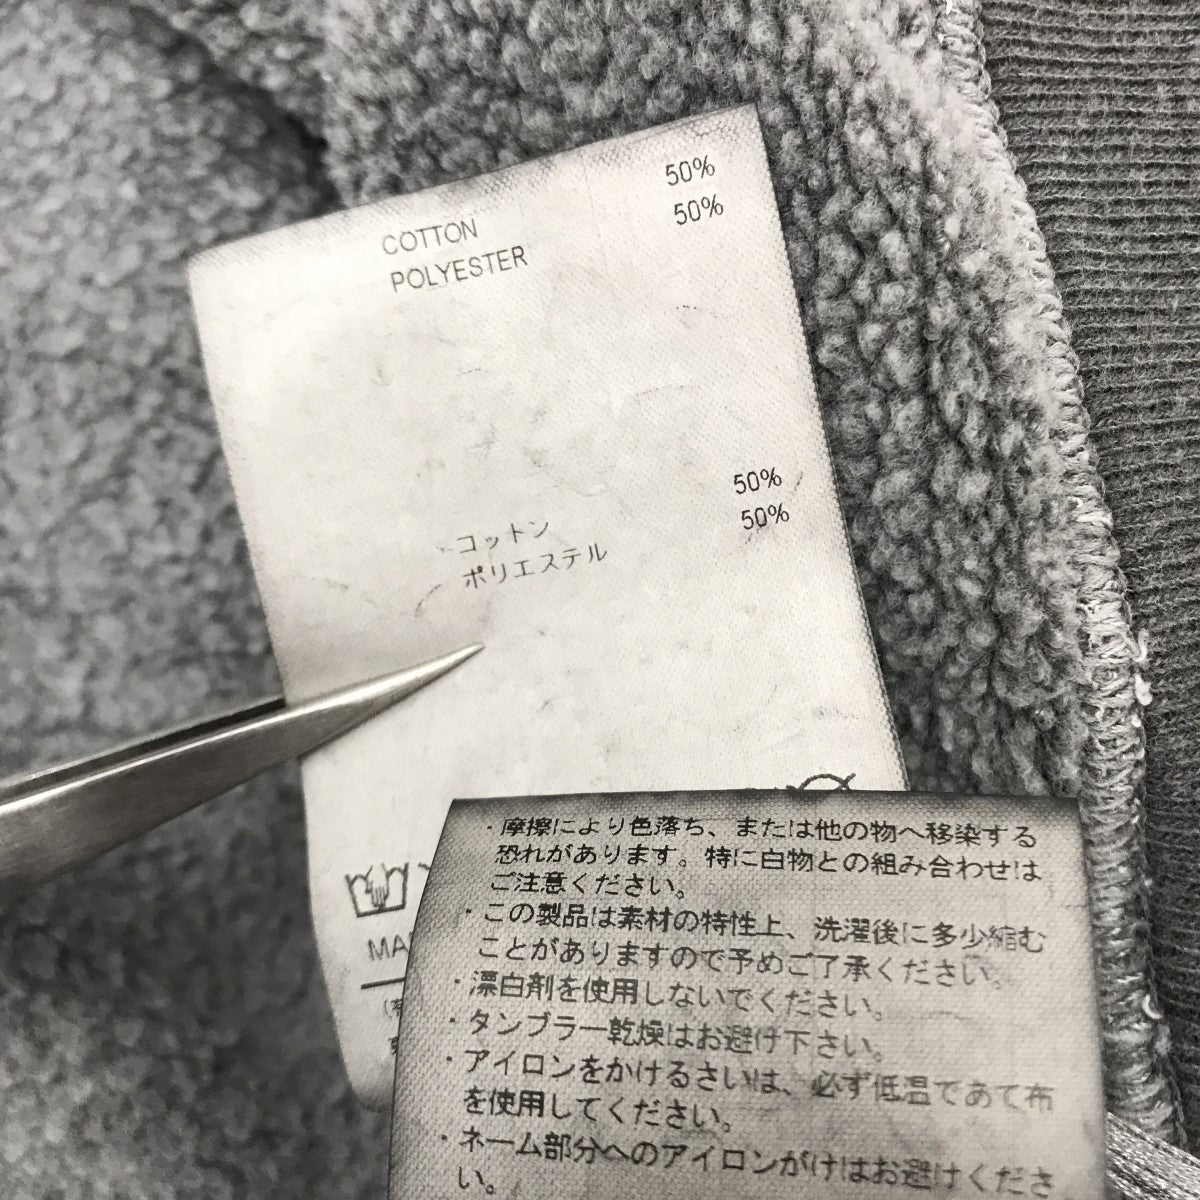 COTTON 50%
POLYESTER 50%
コットン 50%
ポリエステル 50%
MA
・摩擦により色落ち、または他の物へ移染する
恐れがあります。特に白物との組み合わせは
ご注意ください。
・この製品は素材の特性上、洗濯後に多少縮む
ことがありますので予めご了承ください。
・漂白剤を使用しないでください。
・タンブラー乾燥はお避け下さい。
・アイロンをかけるさいは、必ず低温であて布
を使用してください。
・ネーム部分へのアイロンがけはお避けくださ
い。